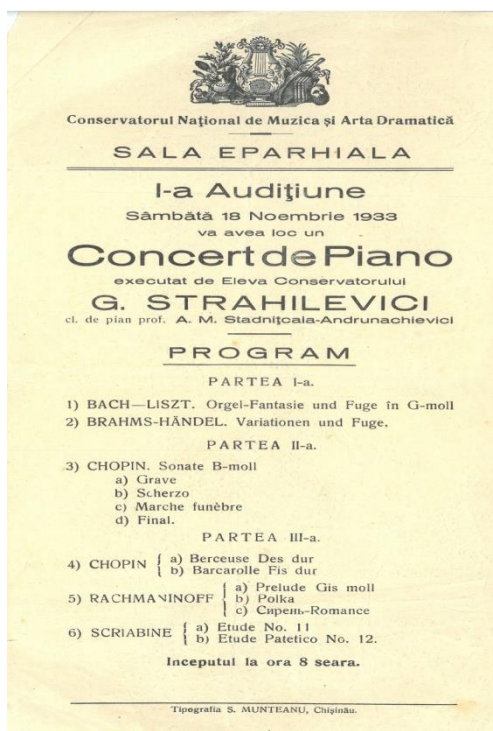 Conservatorul Naţional de Muzica şi Arta Dramatică
SALA EPARHIALA
I-a Audiţiune
Sâmbătă 18 Noembrie 1933
va avea loc un
Concert de Piano
executat de Eleva Conservatorului
G. STRAHILEVICI
cl. de pian prof. A. M. Stadniţcaia-Andrunachievici
PROGRAM
PARTEA I-a.
1) BACH—LISZT. Orgel-Fantasie und Fuge în G-moll
2) BRAHMS-HÄNDEL. Variationen und Fuge.
PARTEA II-a.
3) CHOPIN. Sonate B-moll
a) Grave
b) Scherzo
c) Marche funèbre
d) Final.
PARTEA III-a.
4) CHOPIN { a) Berceuse Des dur
b) Barcarolle Fis dur
5) RACHMANINOFF { a) Prelude Gis moll
b) Polka
c) Сирень-Romance
6) SCRIABINE { a) Etude No. 11
b) Etude Patetico No. 12.
Inceputul la ora 8 seara.
Tipografia Ş. MUNTEANU, Chişinău.